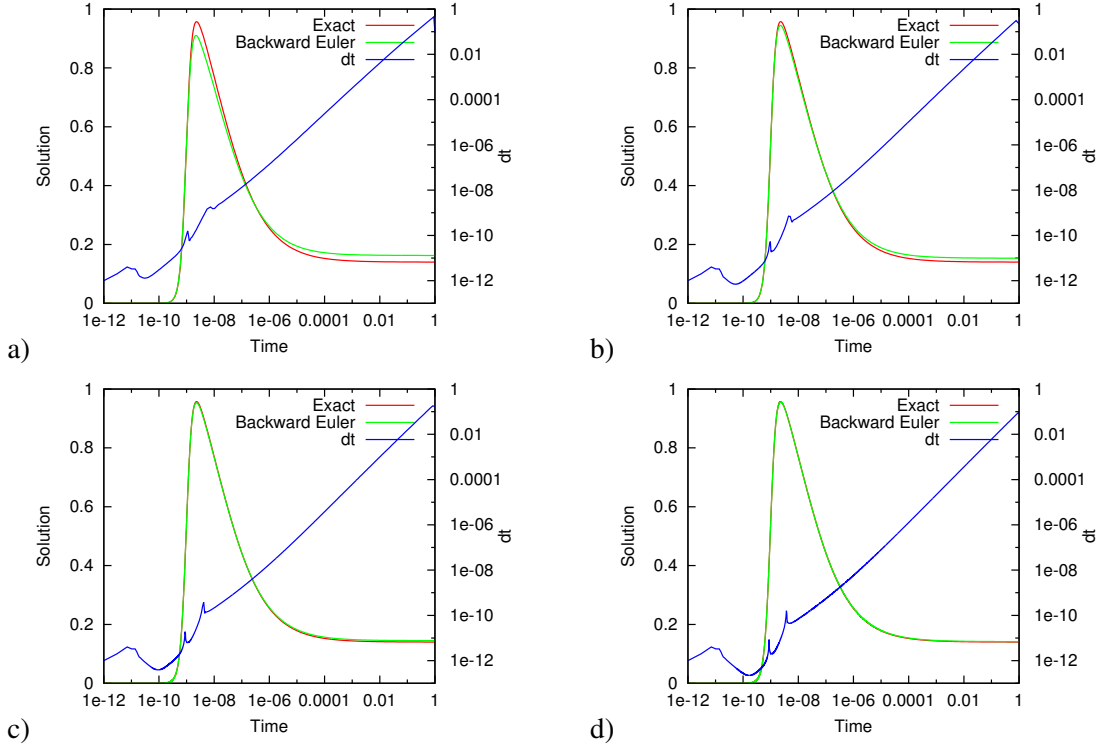 1 1
Exact
Backward Euler
dt
0.8 0.01
0.6 0.0001
0.4 1e-06
0.2 1e-08
0 1e-10
1e-12
1e-12 1e-10 1e-08 1e-06 0.0001 0.01 1
Solution
dt
Time
a)
1 1
Exact
Backward Euler
dt
0.8 0.01
0.6 0.0001
0.4 1e-06
0.2 1e-08
0 1e-10
1e-12
1e-12 1e-10 1e-08 1e-06 0.0001 0.01 1
Solution
dt
Time
b)
1 1
Exact
Backward Euler
dt
0.8 0.01
0.6 0.0001
0.4 1e-06
0.2 1e-08
0 1e-10
1e-12
1e-12 1e-10 1e-08 1e-06 0.0001 0.01 1
Solution
dt
Time
c)
1 1
Exact
Backward Euler
dt
0.8 0.01
0.6 0.0001
0.4 1e-06
0.2 1e-08
0 1e-10
1e-12
1e-12 1e-10 1e-08 1e-06 0.0001 0.01 1
Solution
dt
Time
d)